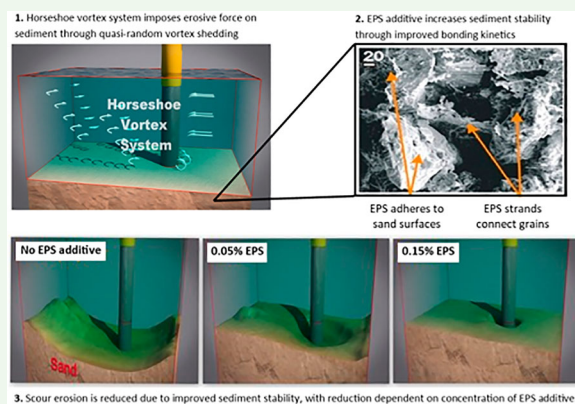 1. Horseshoe vortex system imposes erosive force on
sediment through quasi-random vortex shedding
2. EPS additive increases sediment stability
through improved bonding kinetics
Horseshoe
Vortex
System
20
EPS adheres to
sand surfaces
EPS strands
connect grains
No EPS additive
0.05% EPS
0.15% EPS
Sand
3. Scour erosion is reduced due to improved sediment stability, with reduction dependent on concentration of EPS additive